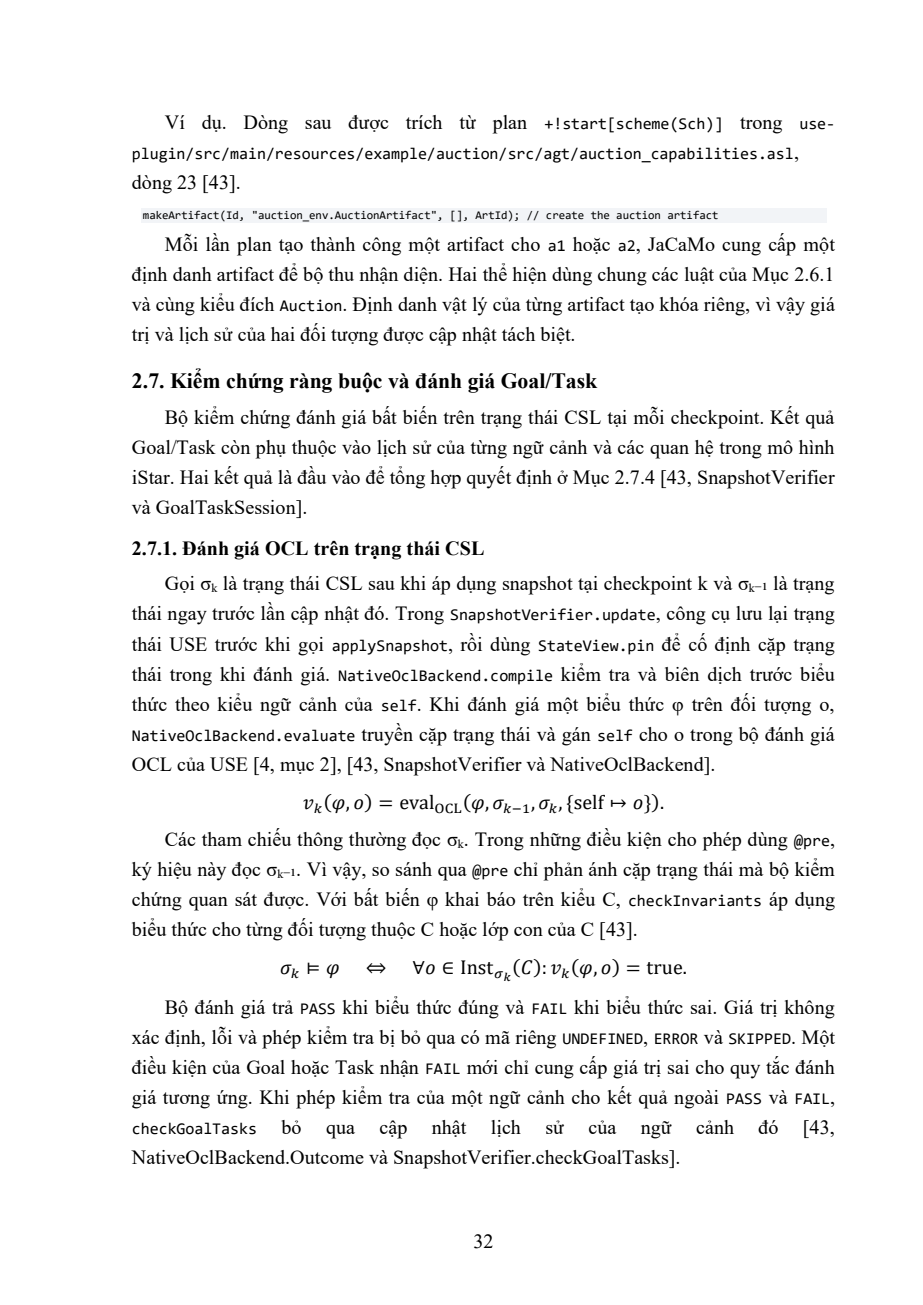 Ví dụ. Dòng sau được trích từ plan +!start[scheme(Sch)] trong use-
plugin/src/main/resources/example/auction/src/agt/auction_capabilities.asl,
dòng 23 [43].
makeArtifact(Id, "auction_env.AuctionArtifact", [], ArtId); // create the auction artifact
Mỗi lần plan tạo thành công một artifact cho a1 hoặc a2, JaCaMo cung cấp một
định danh artifact để bộ thu nhận diện. Hai thể hiện dùng chung các luật của Mục 2.6.1
và cùng kiểu đích Auction. Định danh vật lý của từng artifact tạo khóa riêng, vì vậy giá
trị và lịch sử của hai đối tượng được cập nhật tách biệt.
2.7. Kiểm chứng ràng buộc và đánh giá Goal/Task
Bộ kiểm chứng đánh giá bất biến trên trạng thái CSL tại mỗi checkpoint. Kết quả
Goal/Task còn phụ thuộc vào lịch sử của từng ngữ cảnh và các quan hệ trong mô hình
iStar. Hai kết quả là đầu vào để tổng hợp quyết định ở Mục 2.7.4 [43, SnapshotVerifier
và GoalTaskSession].
2.7.1. Đánh giá OCL trên trạng thái CSL
Gọi σₖ là trạng thái CSL sau khi áp dụng snapshot tại checkpoint k và σₖ₋₁ là trạng
thái ngay trước lần cập nhật đó. Trong SnapshotVerifier.update, công cụ lưu lại trạng
thái USE trước khi gọi applySnapshot, rồi dùng StateView.pin để cố định cặp trạng
thái trong khi đánh giá. NativeOclBackend.compile kiểm tra và biên dịch trước biểu
thức theo kiểu ngữ cảnh của self. Khi đánh giá một biểu thức φ trên đối tượng o,
NativeOclBackend.evaluate truyền cặp trạng thái và gán self cho o trong bộ đánh giá
OCL của USE [4, mục 2], [43, SnapshotVerifier và NativeOclBackend].
𝑣𝑘(𝜑, 𝑜) = eval_OCL(𝜑, 𝜎𝑘−1, 𝜎𝑘, {self ↦ 𝑜}).
Các tham chiếu thông thường đọc σₖ. Trong những điều kiện cho phép dùng @pre,
ký hiệu này đọc σₖ₋₁. Vì vậy, so sánh qua @pre chỉ phản ánh cặp trạng thái mà bộ kiểm
chứng quan sát được. Với bất biến φ khai báo trên kiểu C, checkInvariants áp dụng
biểu thức cho từng đối tượng thuộc C hoặc lớp con của C [43].
𝜎𝑘 ⊨ 𝜑 ⇔ ∀𝑜 ∈ Inst_𝜎𝑘(𝐶): 𝑣𝑘(𝜑, 𝑜) = true.
Bộ đánh giá trả PASS khi biểu thức đúng và FAIL khi biểu thức sai. Giá trị không
xác định, lỗi và phép kiểm tra bị bỏ qua có mã riêng UNDEFINED, ERROR và SKIPPED. Một
điều kiện của Goal hoặc Task nhận FAIL mới chỉ cung cấp giá trị sai cho quy tắc đánh
giá tương ứng. Khi phép kiểm tra của một ngữ cảnh cho kết quả ngoài PASS và FAIL,
checkGoalTasks bỏ qua cập nhật lịch sử của ngữ cảnh đó [43,
NativeOclBackend.Outcome và SnapshotVerifier.checkGoalTasks].
32